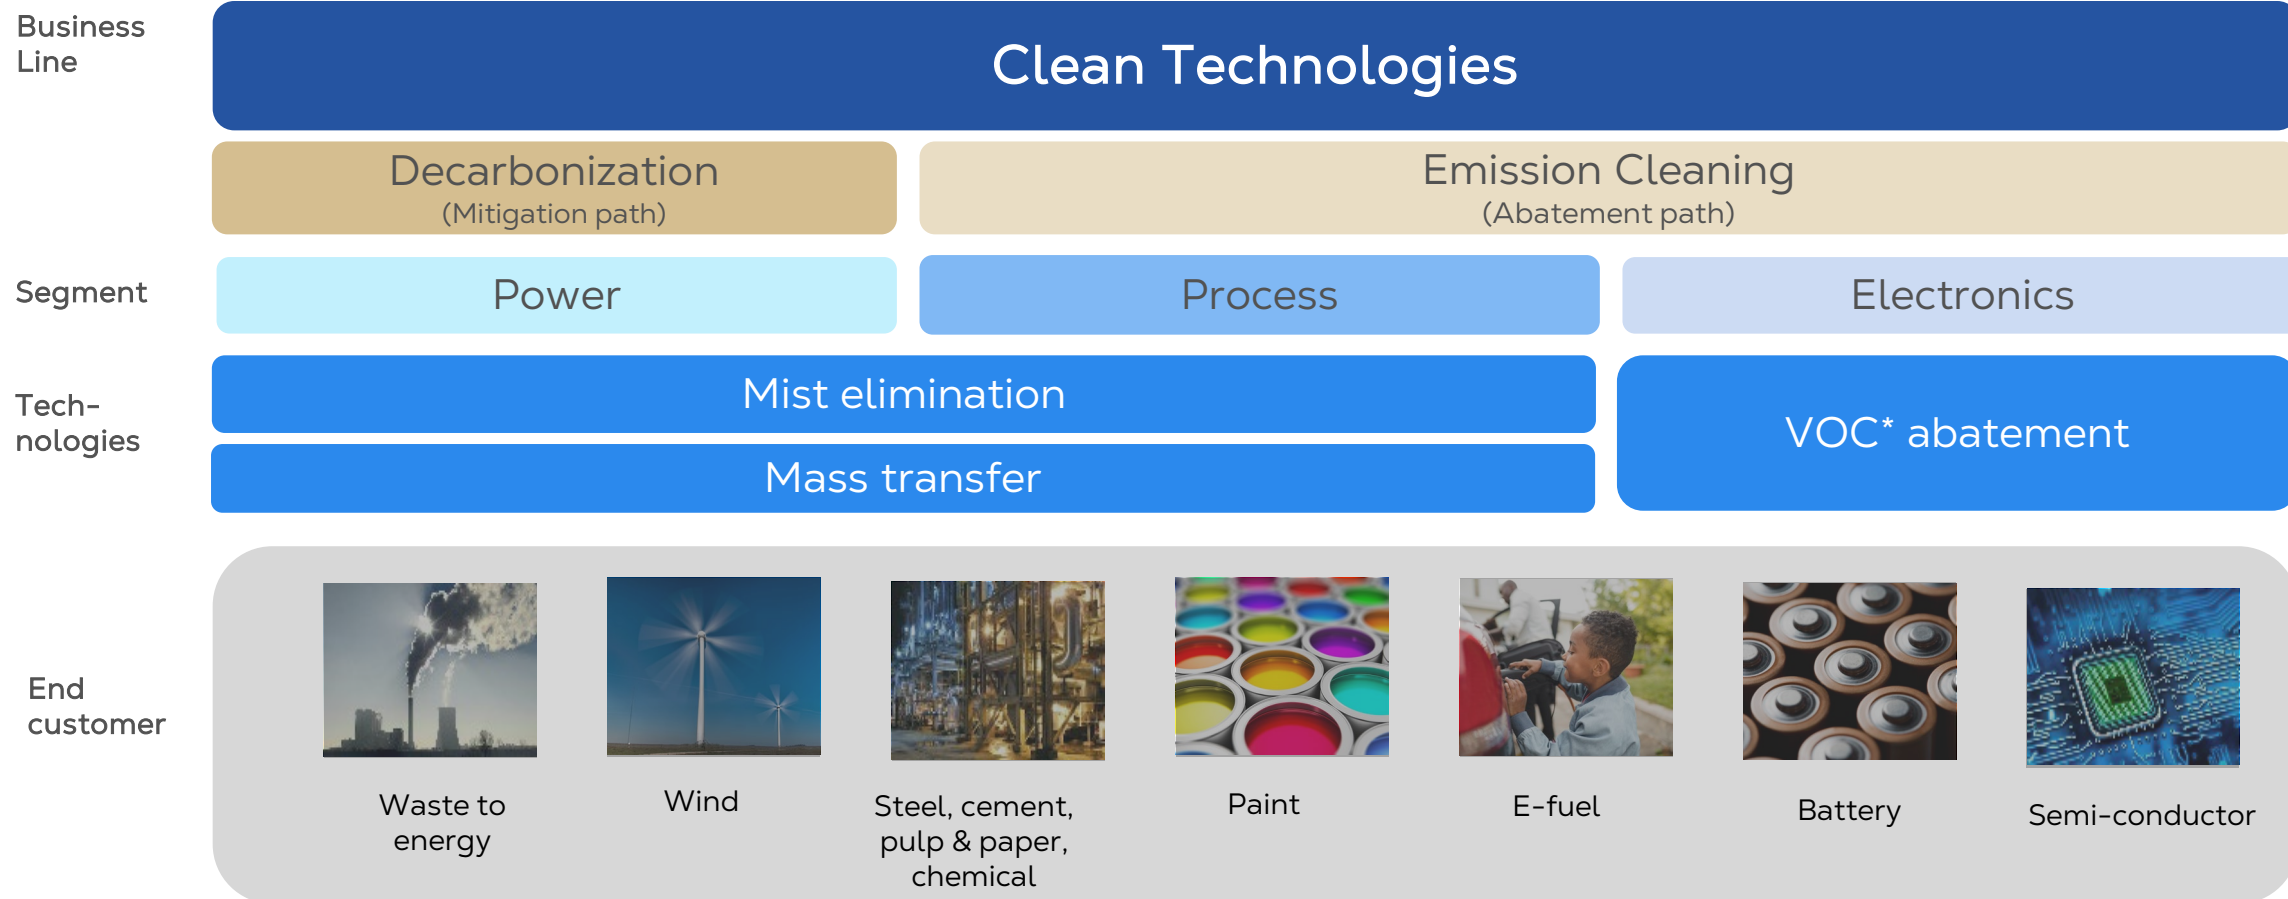 Business
Line
Clean Technologies
Decarbonization
(Mitigation path)
Emission Cleaning
(Abatement path)
Segment
Power
Process
Electronics
Tech-
nologies
Mist elimination
Mass transfer
VOC* abatement
End
customer
Waste to
energy
Wind
Steel, cement,
pulp & paper,
chemical
Paint
E-fuel
Battery
Semi-conductor